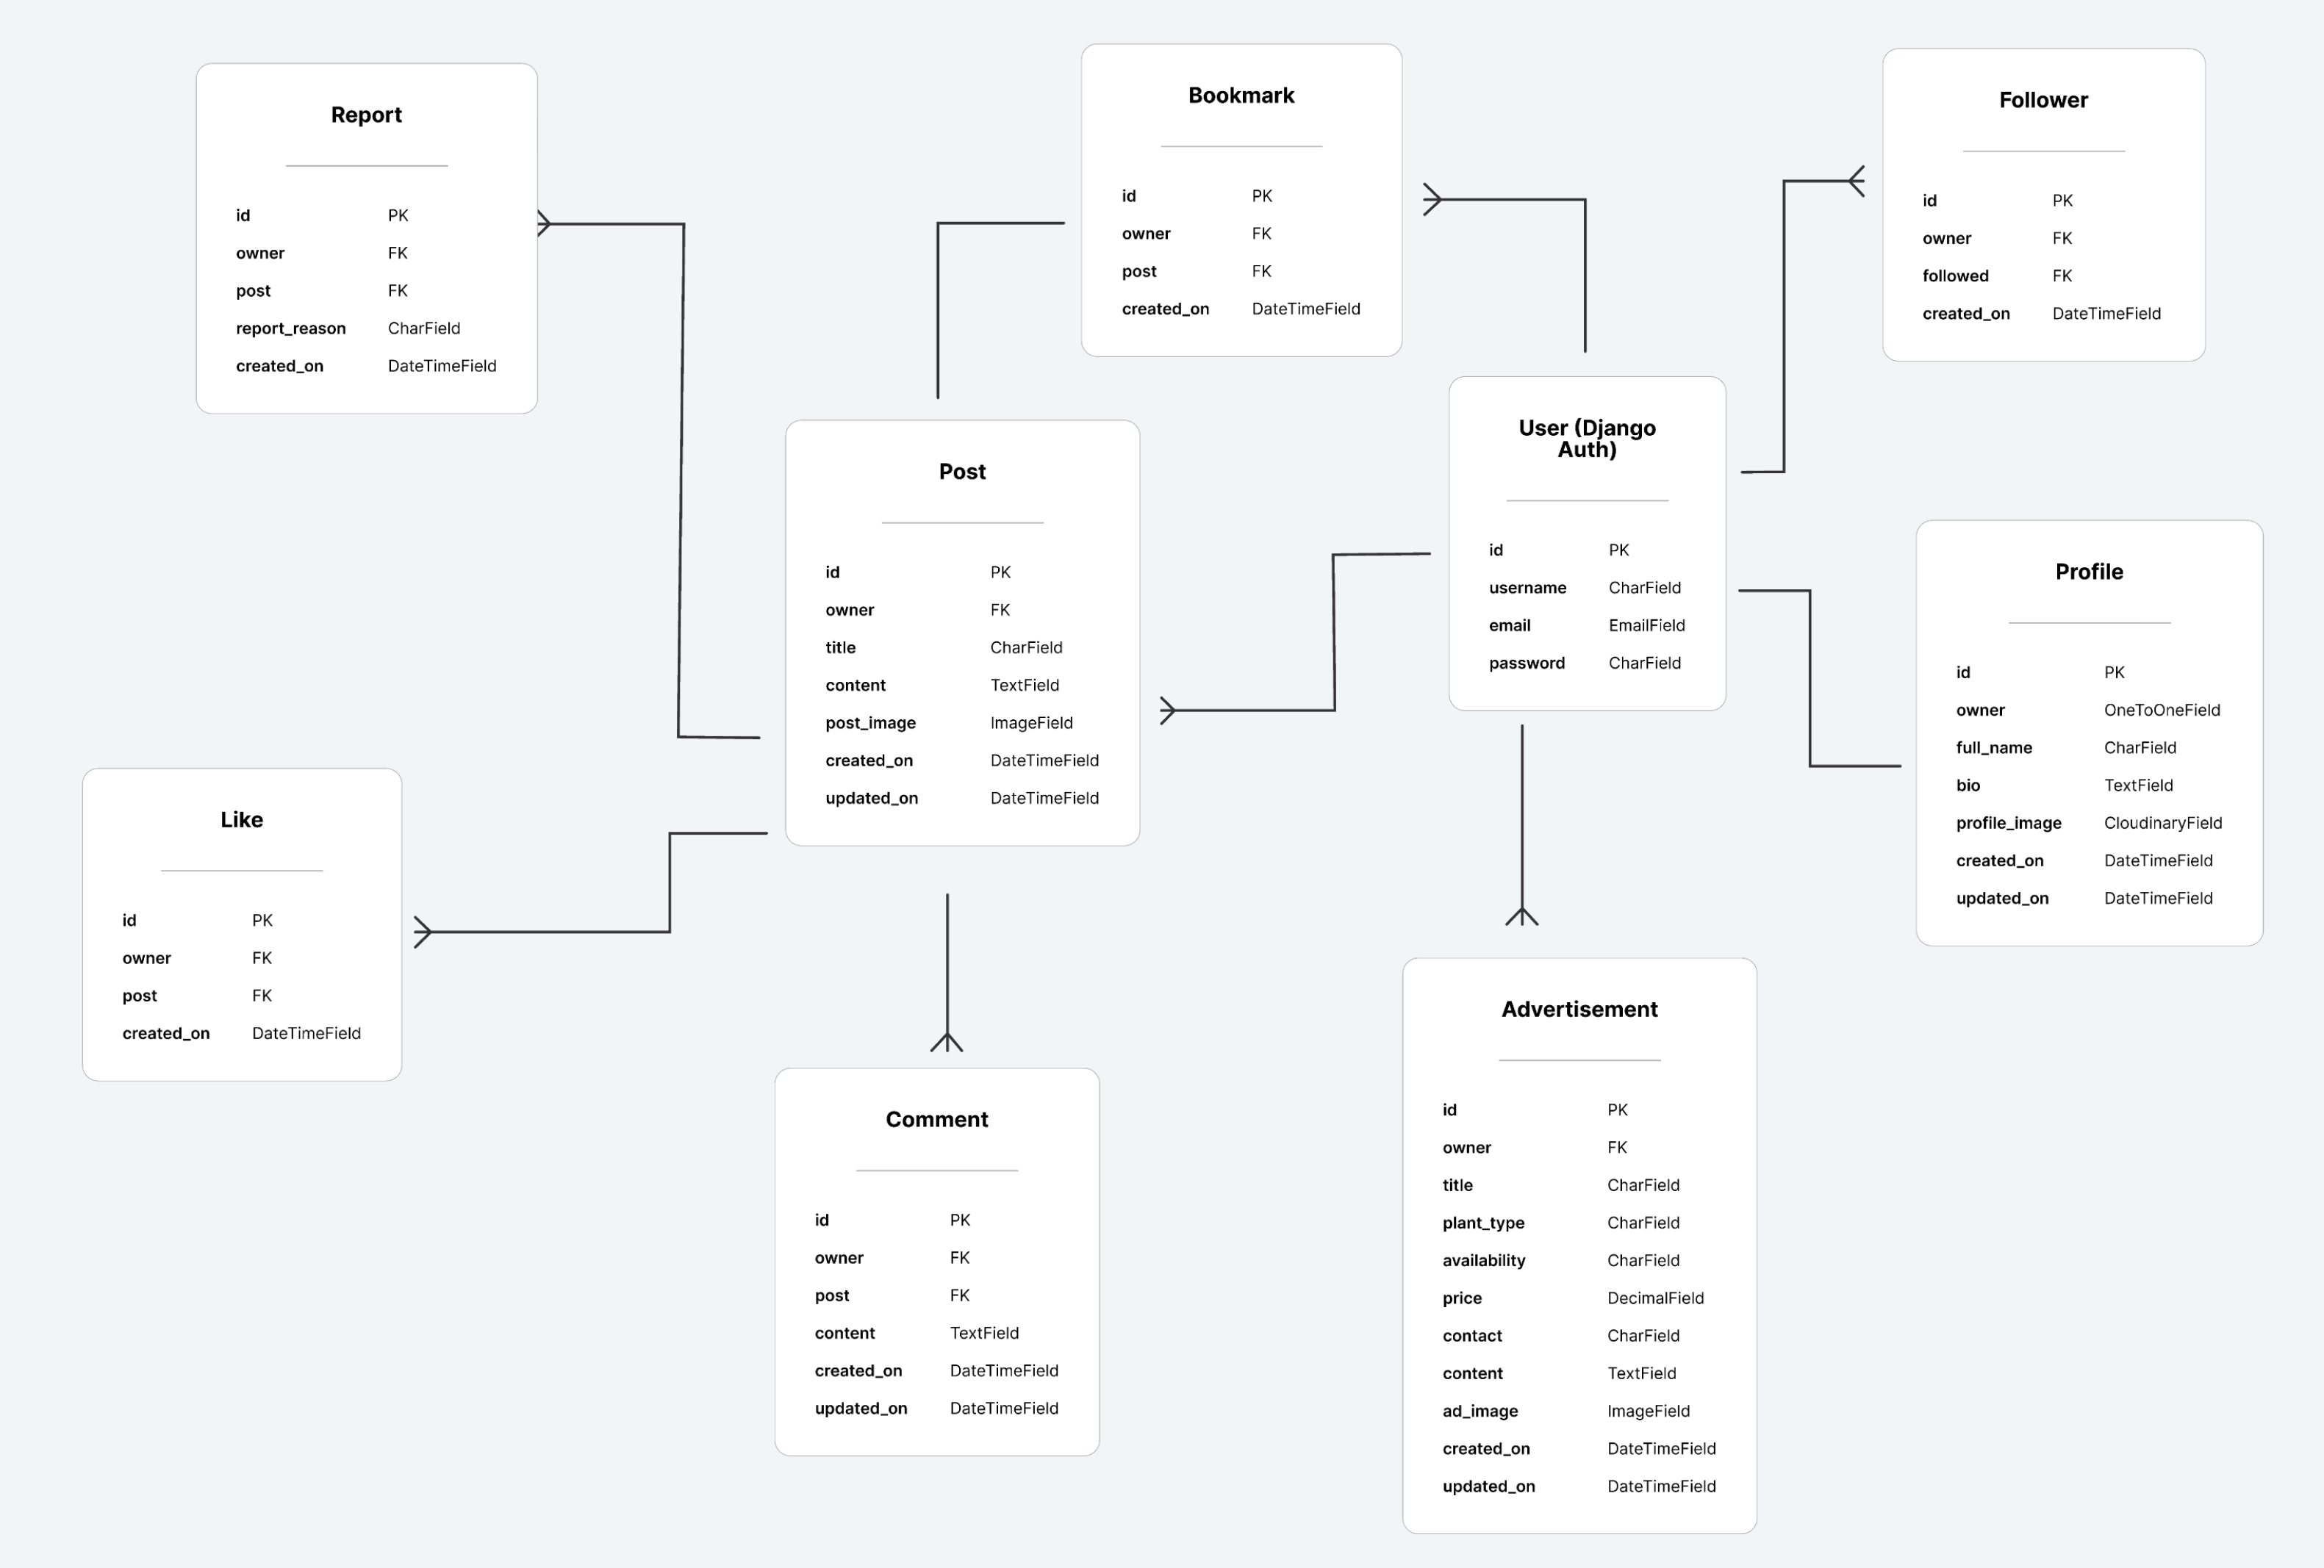 Report
id PK
owner FK
post FK
report_reason CharField
created_on DateTimeField
Bookmark
id PK
owner FK
post FK
created_on DateTimeField
Follower
id PK
owner FK
followed FK
created_on DateTimeField
Post
id PK
owner FK
title CharField
content TextField
post_image ImageField
created_on DateTimeField
updated_on DateTimeField
User (Django
Auth)
id PK
username CharField
email EmailField
password CharField
Profile
id PK
owner OneToOneField
full_name CharField
bio TextField
profile_image CloudinaryField
created_on DateTimeField
updated_on DateTimeField
Like
id PK
owner FK
post FK
created_on DateTimeField
Comment
id PK
owner FK
post FK
content TextField
created_on DateTimeField
updated_on DateTimeField
Advertisement
id PK
owner FK
title CharField
plant_type CharField
availability CharField
price DecimalField
contact CharField
content TextField
ad_image ImageField
created_on DateTimeField
updated_on DateTimeField